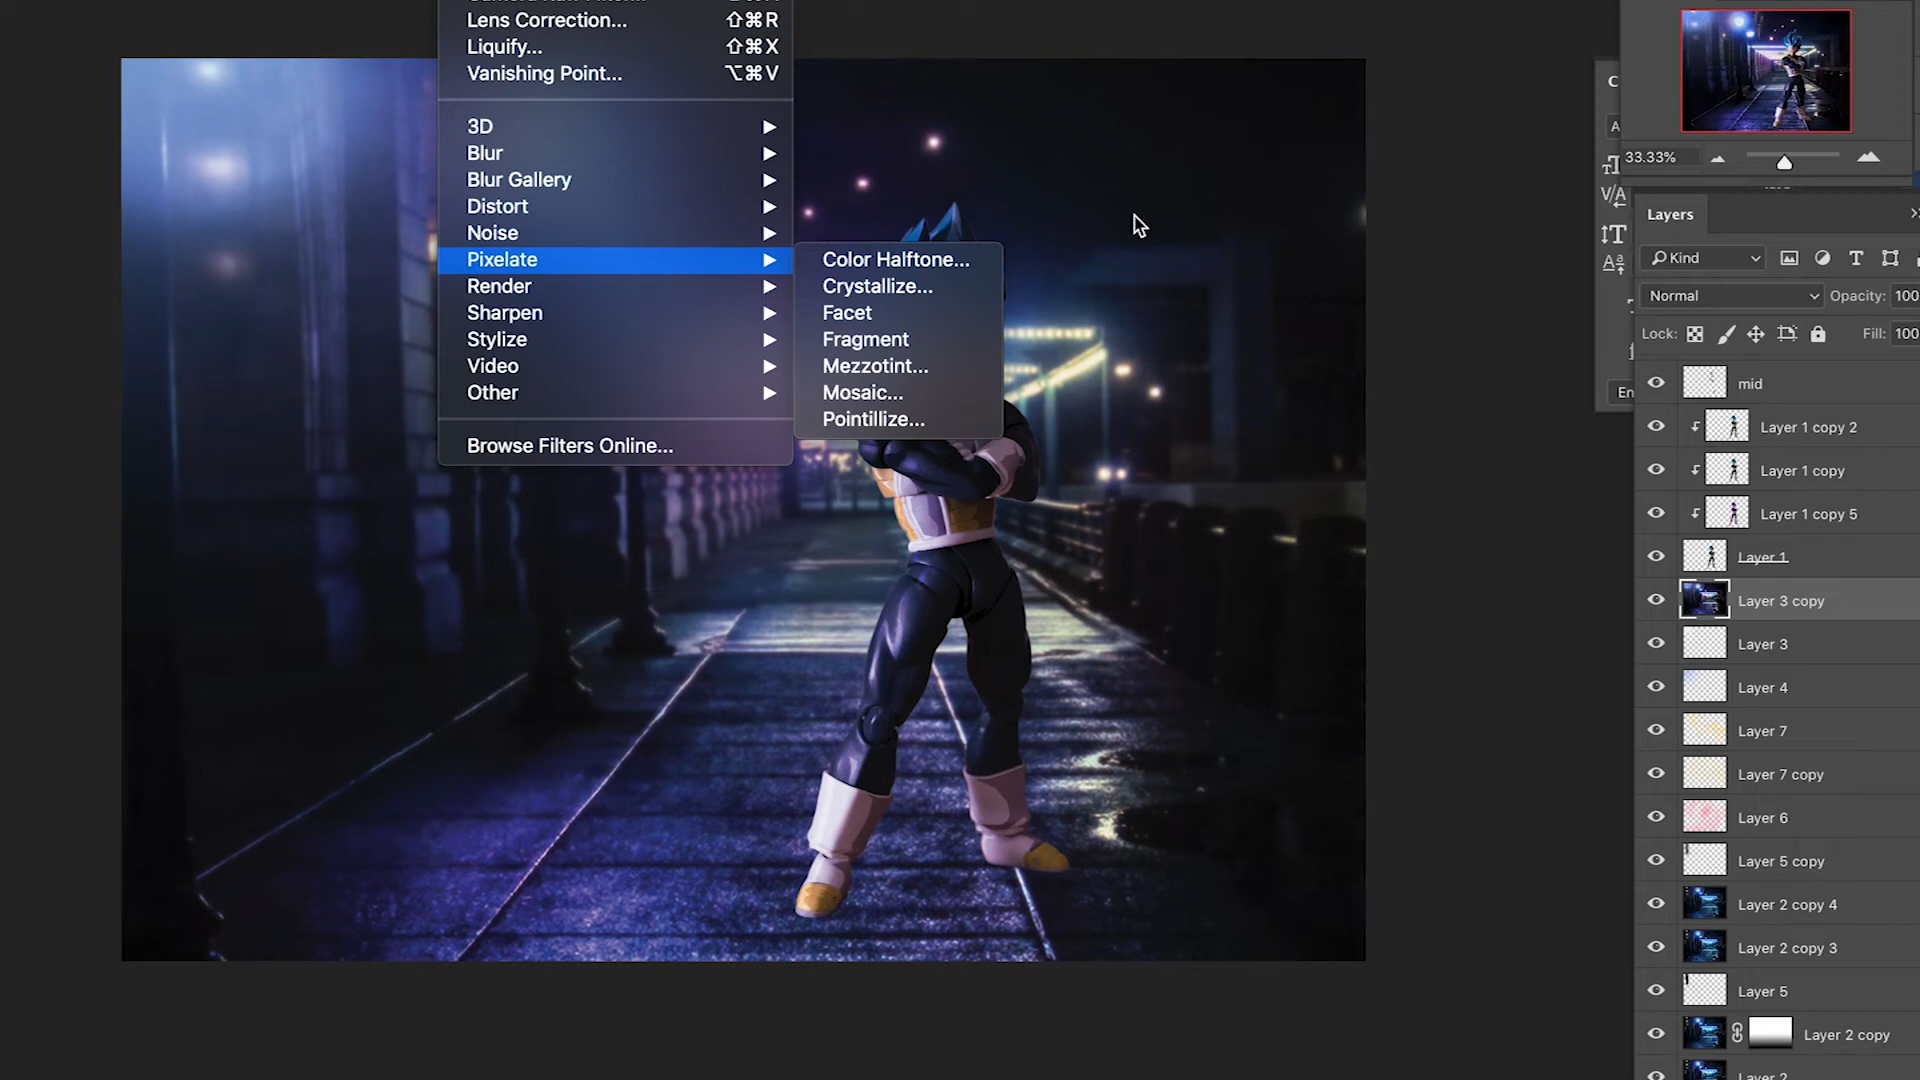 Lens Correction... ⇧⌘R
Liquify... ⇧⌘X
Vanishing Point... ⌥⌘V
3D
Blur
Blur Gallery
Distort
Noise
Pixelate
Render
Sharpen
Stylize
Video
Other
Browse Filters Online...
Color Halftone...
Crystallize...
Facet
Fragment
Mezzotint...
Mosaic...
Pointillize...
33.33%
Layers
Kind
Normal Opacity: 100
Lock: Fill: 100
mid
Layer 1 copy 2
Layer 1 copy
Layer 1 copy 5
Layer 1
Layer 3 copy
Layer 3
Layer 4
Layer 7
Layer 7 copy
Layer 6
Layer 5 copy
Layer 2 copy 4
Layer 2 copy 3
Layer 5
Layer 2 copy
Layer 2